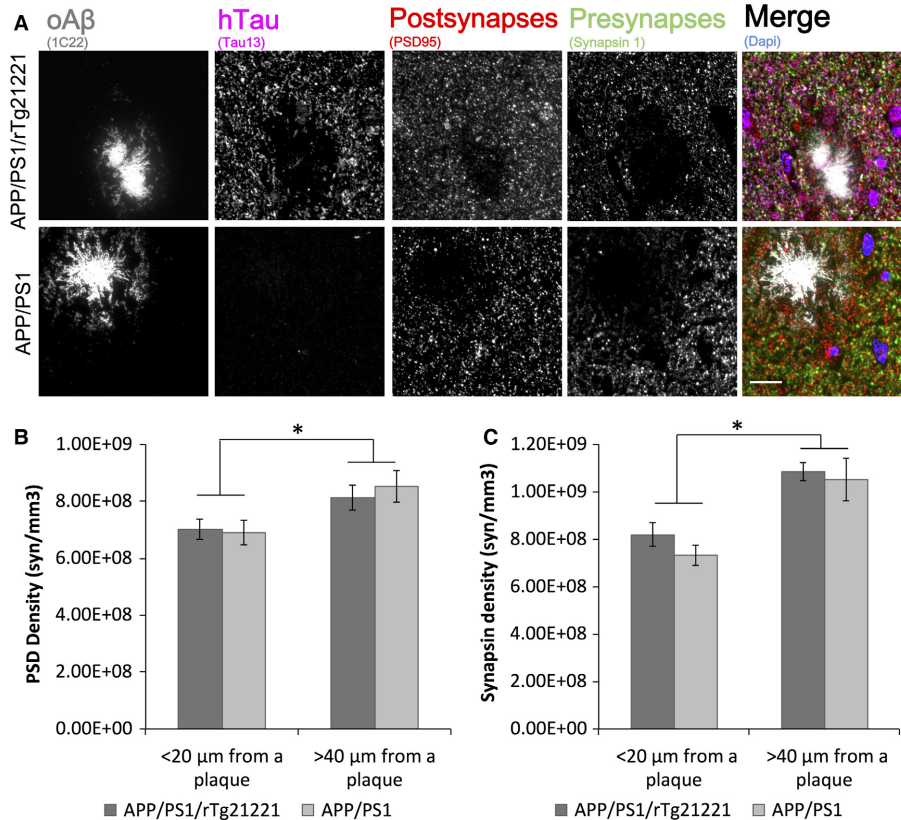 A
oAβ
(1C22)
hTau
(Tau13)
Postsynapses
(PSD95)
Presynapses
(Synapsin 1)
Merge
(Dapi)
APP/PS1/rTg21221
APP/PS1
B
PSD Density (syn/mm3)
1.00E+09
8.00E+08
6.00E+08
4.00E+08
2.00E+08
0.00E+00
*
<20 µm from a
plaque
>40 µm from a
plaque
APP/PS1/rTg21221
APP/PS1
C
Synapsin density (syn/mm3)
1.20E+09
1.00E+09
8.00E+08
6.00E+08
4.00E+08
2.00E+08
0.00E+00
*
<20 µm from a
plaque
>40 µm from a
plaque
APP/PS1/rTg21221
APP/PS1